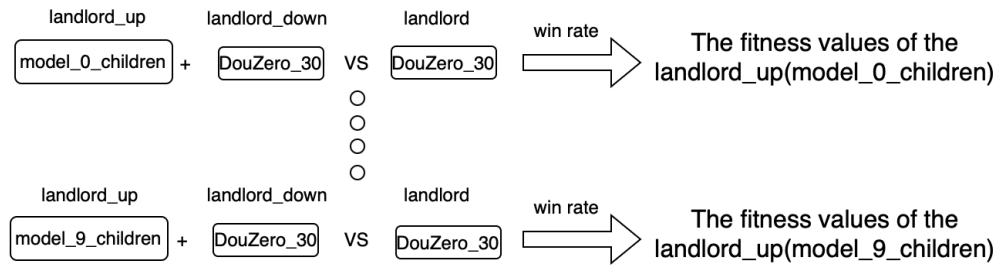 landlord_up landlord_down landlord
model_0_children + DouZero_30 VS DouZero_30 win rate The fitness values of the
landlord_up(model_0_children)
landlord_up landlord_down landlord
model_9_children + DouZero_30 VS DouZero_30 win rate The fitness values of the
landlord_up(model_9_children)